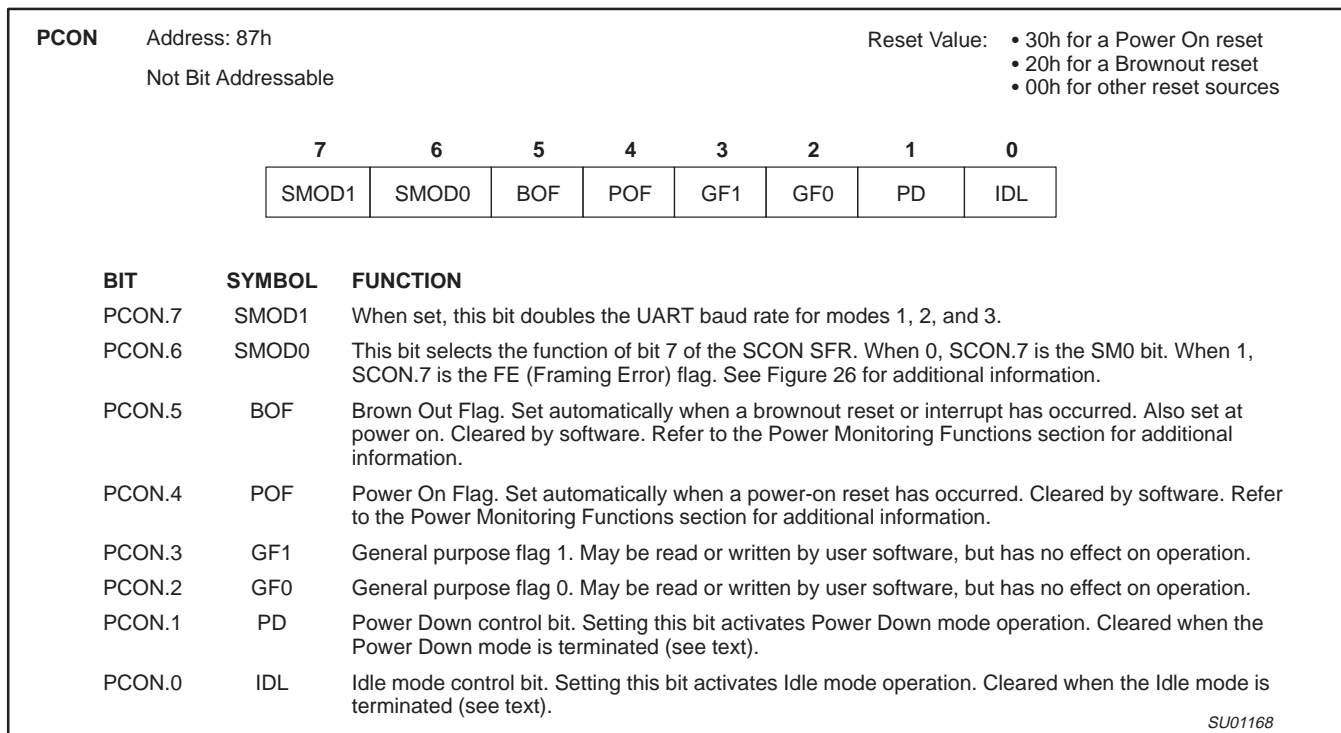 PCON Address: 87h Reset Value: • 30h for a Power On reset
Not Bit Addressable • 20h for a Brownout reset
• 00h for other reset sources
7 6 5 4 3 2 1 0
SMOD1 SMOD0 BOF POF GF1 GF0 PD IDL
BIT SYMBOL FUNCTION
PCON.7 SMOD1 When set, this bit doubles the UART baud rate for modes 1, 2, and 3.
PCON.6 SMOD0 This bit selects the function of bit 7 of the SCON SFR. When 0, SCON.7 is the SM0 bit. When 1,
SCON.7 is the FE (Framing Error) flag. See Figure 26 for additional information.
PCON.5 BOF Brown Out Flag. Set automatically when a brownout reset or interrupt has occurred. Also set at
power on. Cleared by software. Refer to the Power Monitoring Functions section for additional
information.
PCON.4 POF Power On Flag. Set automatically when a power-on reset has occurred. Cleared by software. Refer
to the Power Monitoring Functions section for additional information.
PCON.3 GF1 General purpose flag 1. May be read or written by user software, but has no effect on operation.
PCON.2 GF0 General purpose flag 0. May be read or written by user software, but has no effect on operation.
PCON.1 PD Power Down control bit. Setting this bit activates Power Down mode operation. Cleared when the
Power Down mode is terminated (see text).
PCON.0 IDL Idle mode control bit. Setting this bit activates Idle mode operation. Cleared when the Idle mode is
terminated (see text).
SU01168